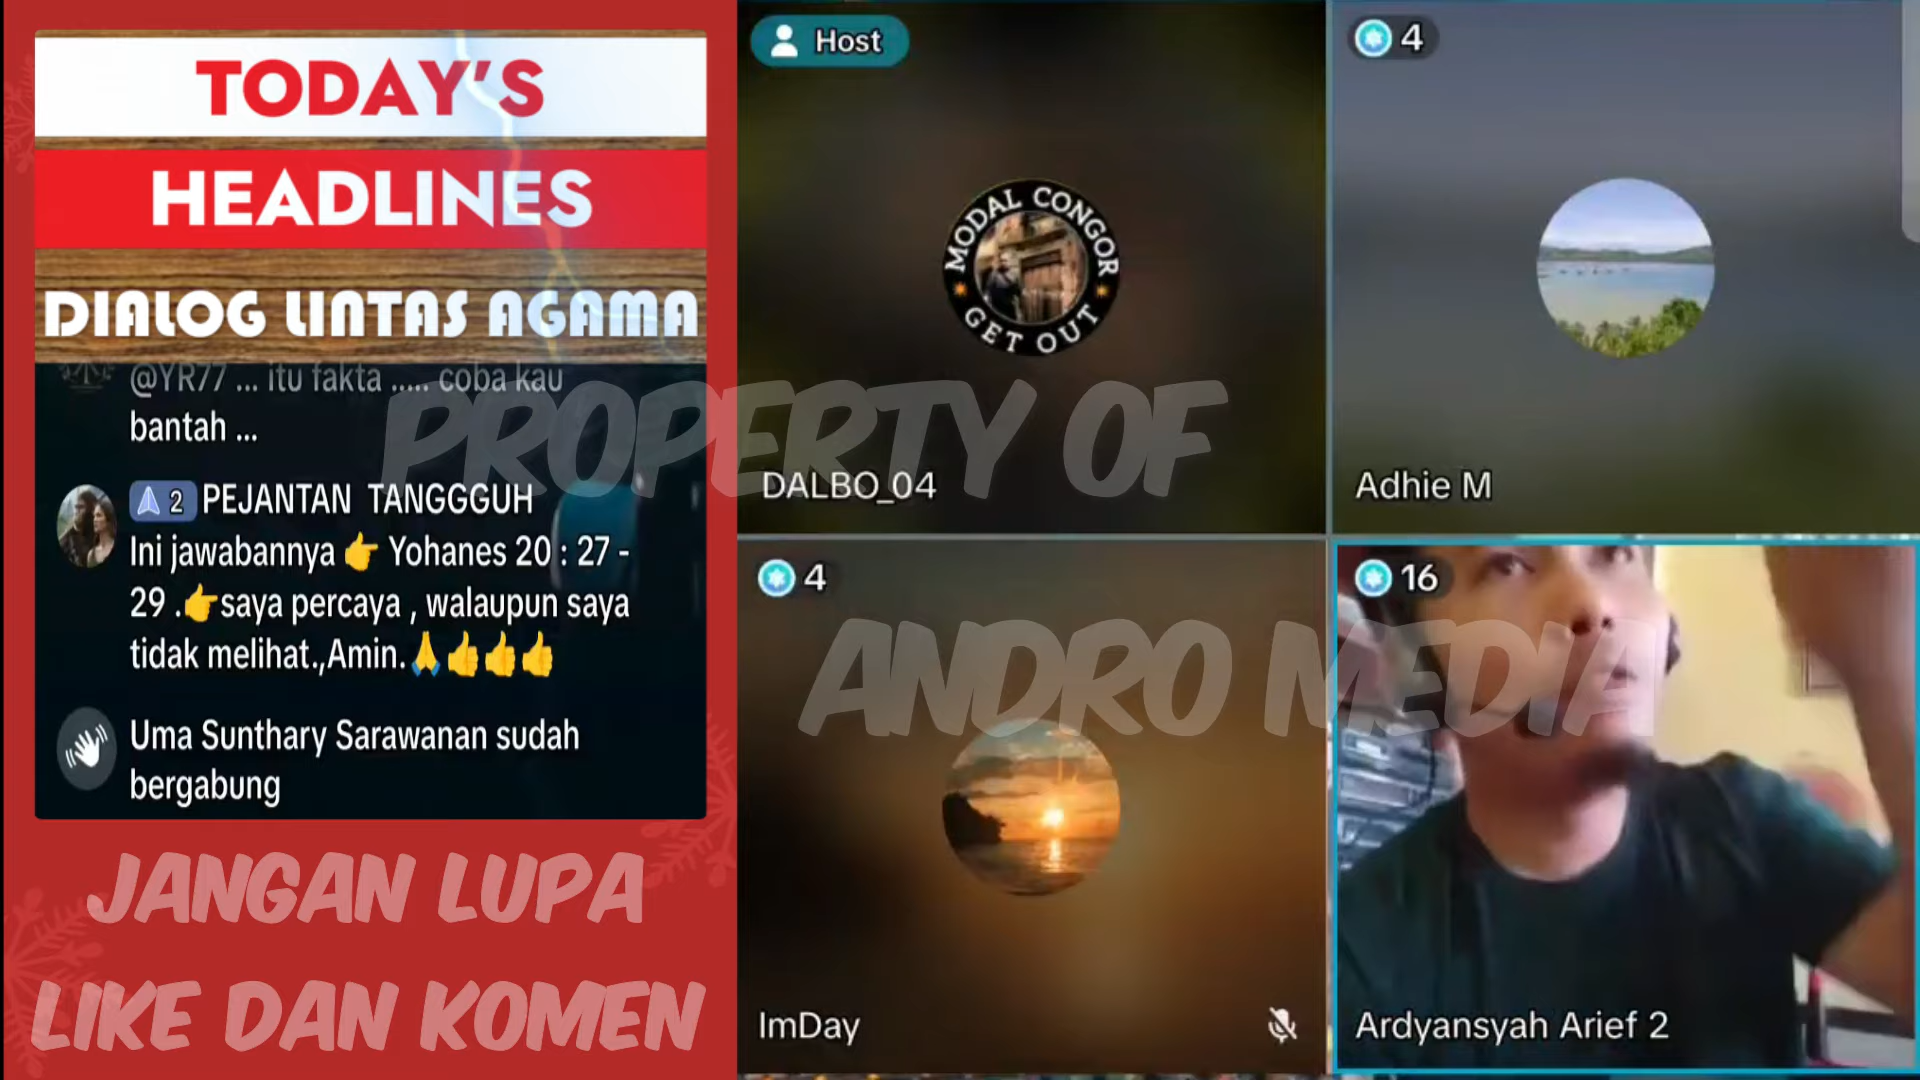 TODAY'S
HEADLINES
DIALOG LINTAS AGAMA
@YR77 ... itu fakta ..... coba kau
bantah ...
2 PEJANTAN TANGGGUH
Ini jawabannya 👉 Yohanes 20 : 27 -
29 .👉saya percaya , walaupun saya
tidak melihat.,Amin.🙏👍👍👍
Uma Sunthary Sarawanan sudah
bergabung
JANGAN LUPA
LIKE DAN KOMEN
Host
MODAL CONGOR
GET OUT
DALBO_04
4
Adhie M
4
ImDay
16
Ardyansyah Arief 2
PROPERTY OF
ANDRO MEDIA